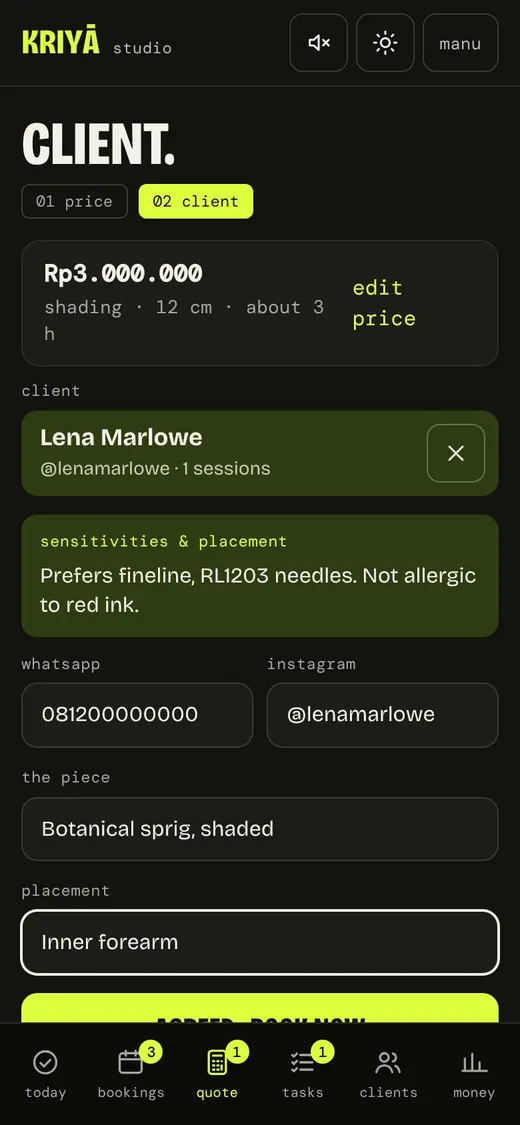 KRIYĀ studio
manu
CLIENT.
01 price
02 client
Rp3.000.000
shading · 12 cm · about 3
h
edit
price
client
Lena Marlowe
@lenamarlowe · 1 sessions
sensitivities & placement
Prefers fineline, RL1203 needles. Not allergic
to red ink.
whatsapp
instagram
081200000000
@lenamarlowe
the piece
Botanical sprig, shaded
placement
Inner forearm
3
1
1
today
bookings
quote
tasks
clients
money